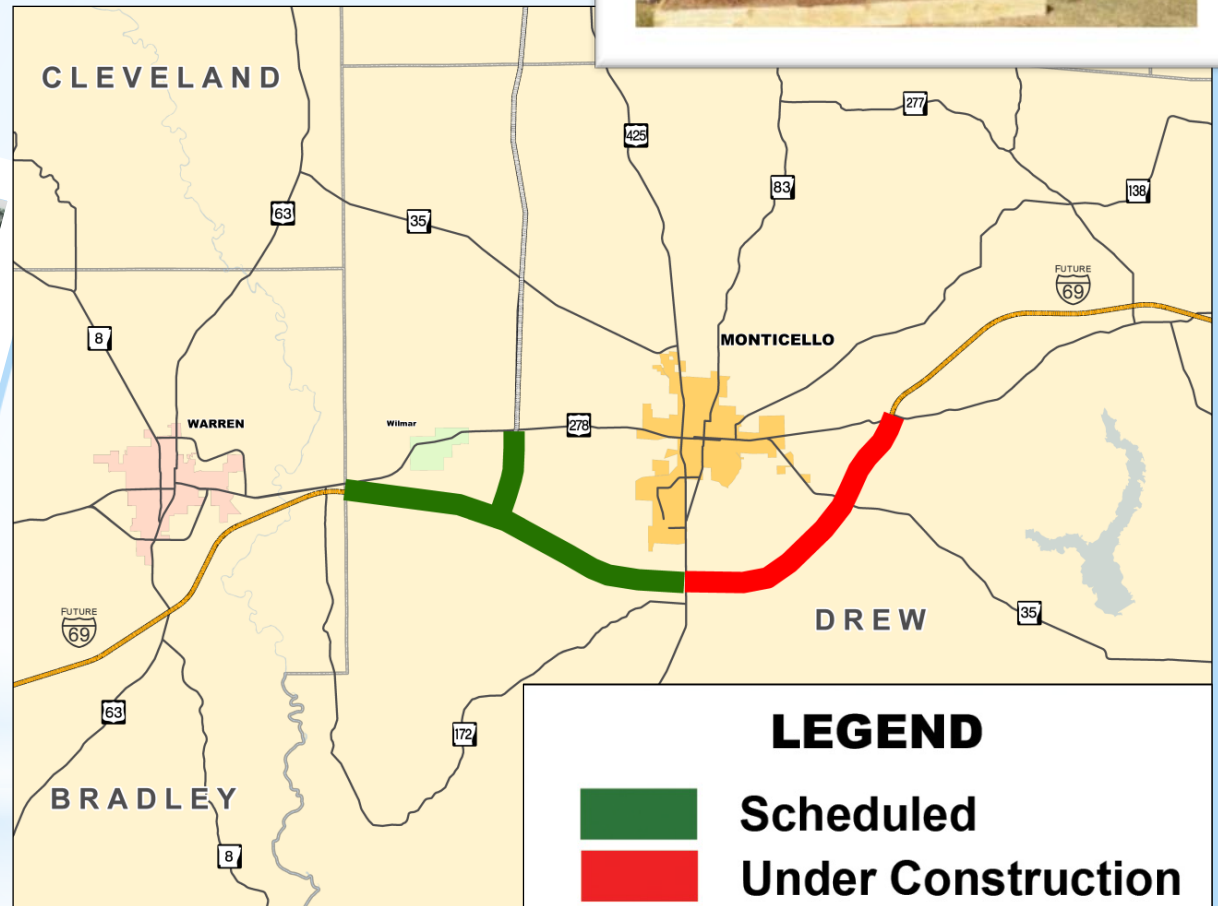 CLEVELAND
425
277
83
138
63
35
FUTURE
69
8
MONTICELLO
WARREN
Wilmar
278
FUTURE
69
DREW
35
63
172
BRADLEY
8
LEGEND
Scheduled
Under Construction